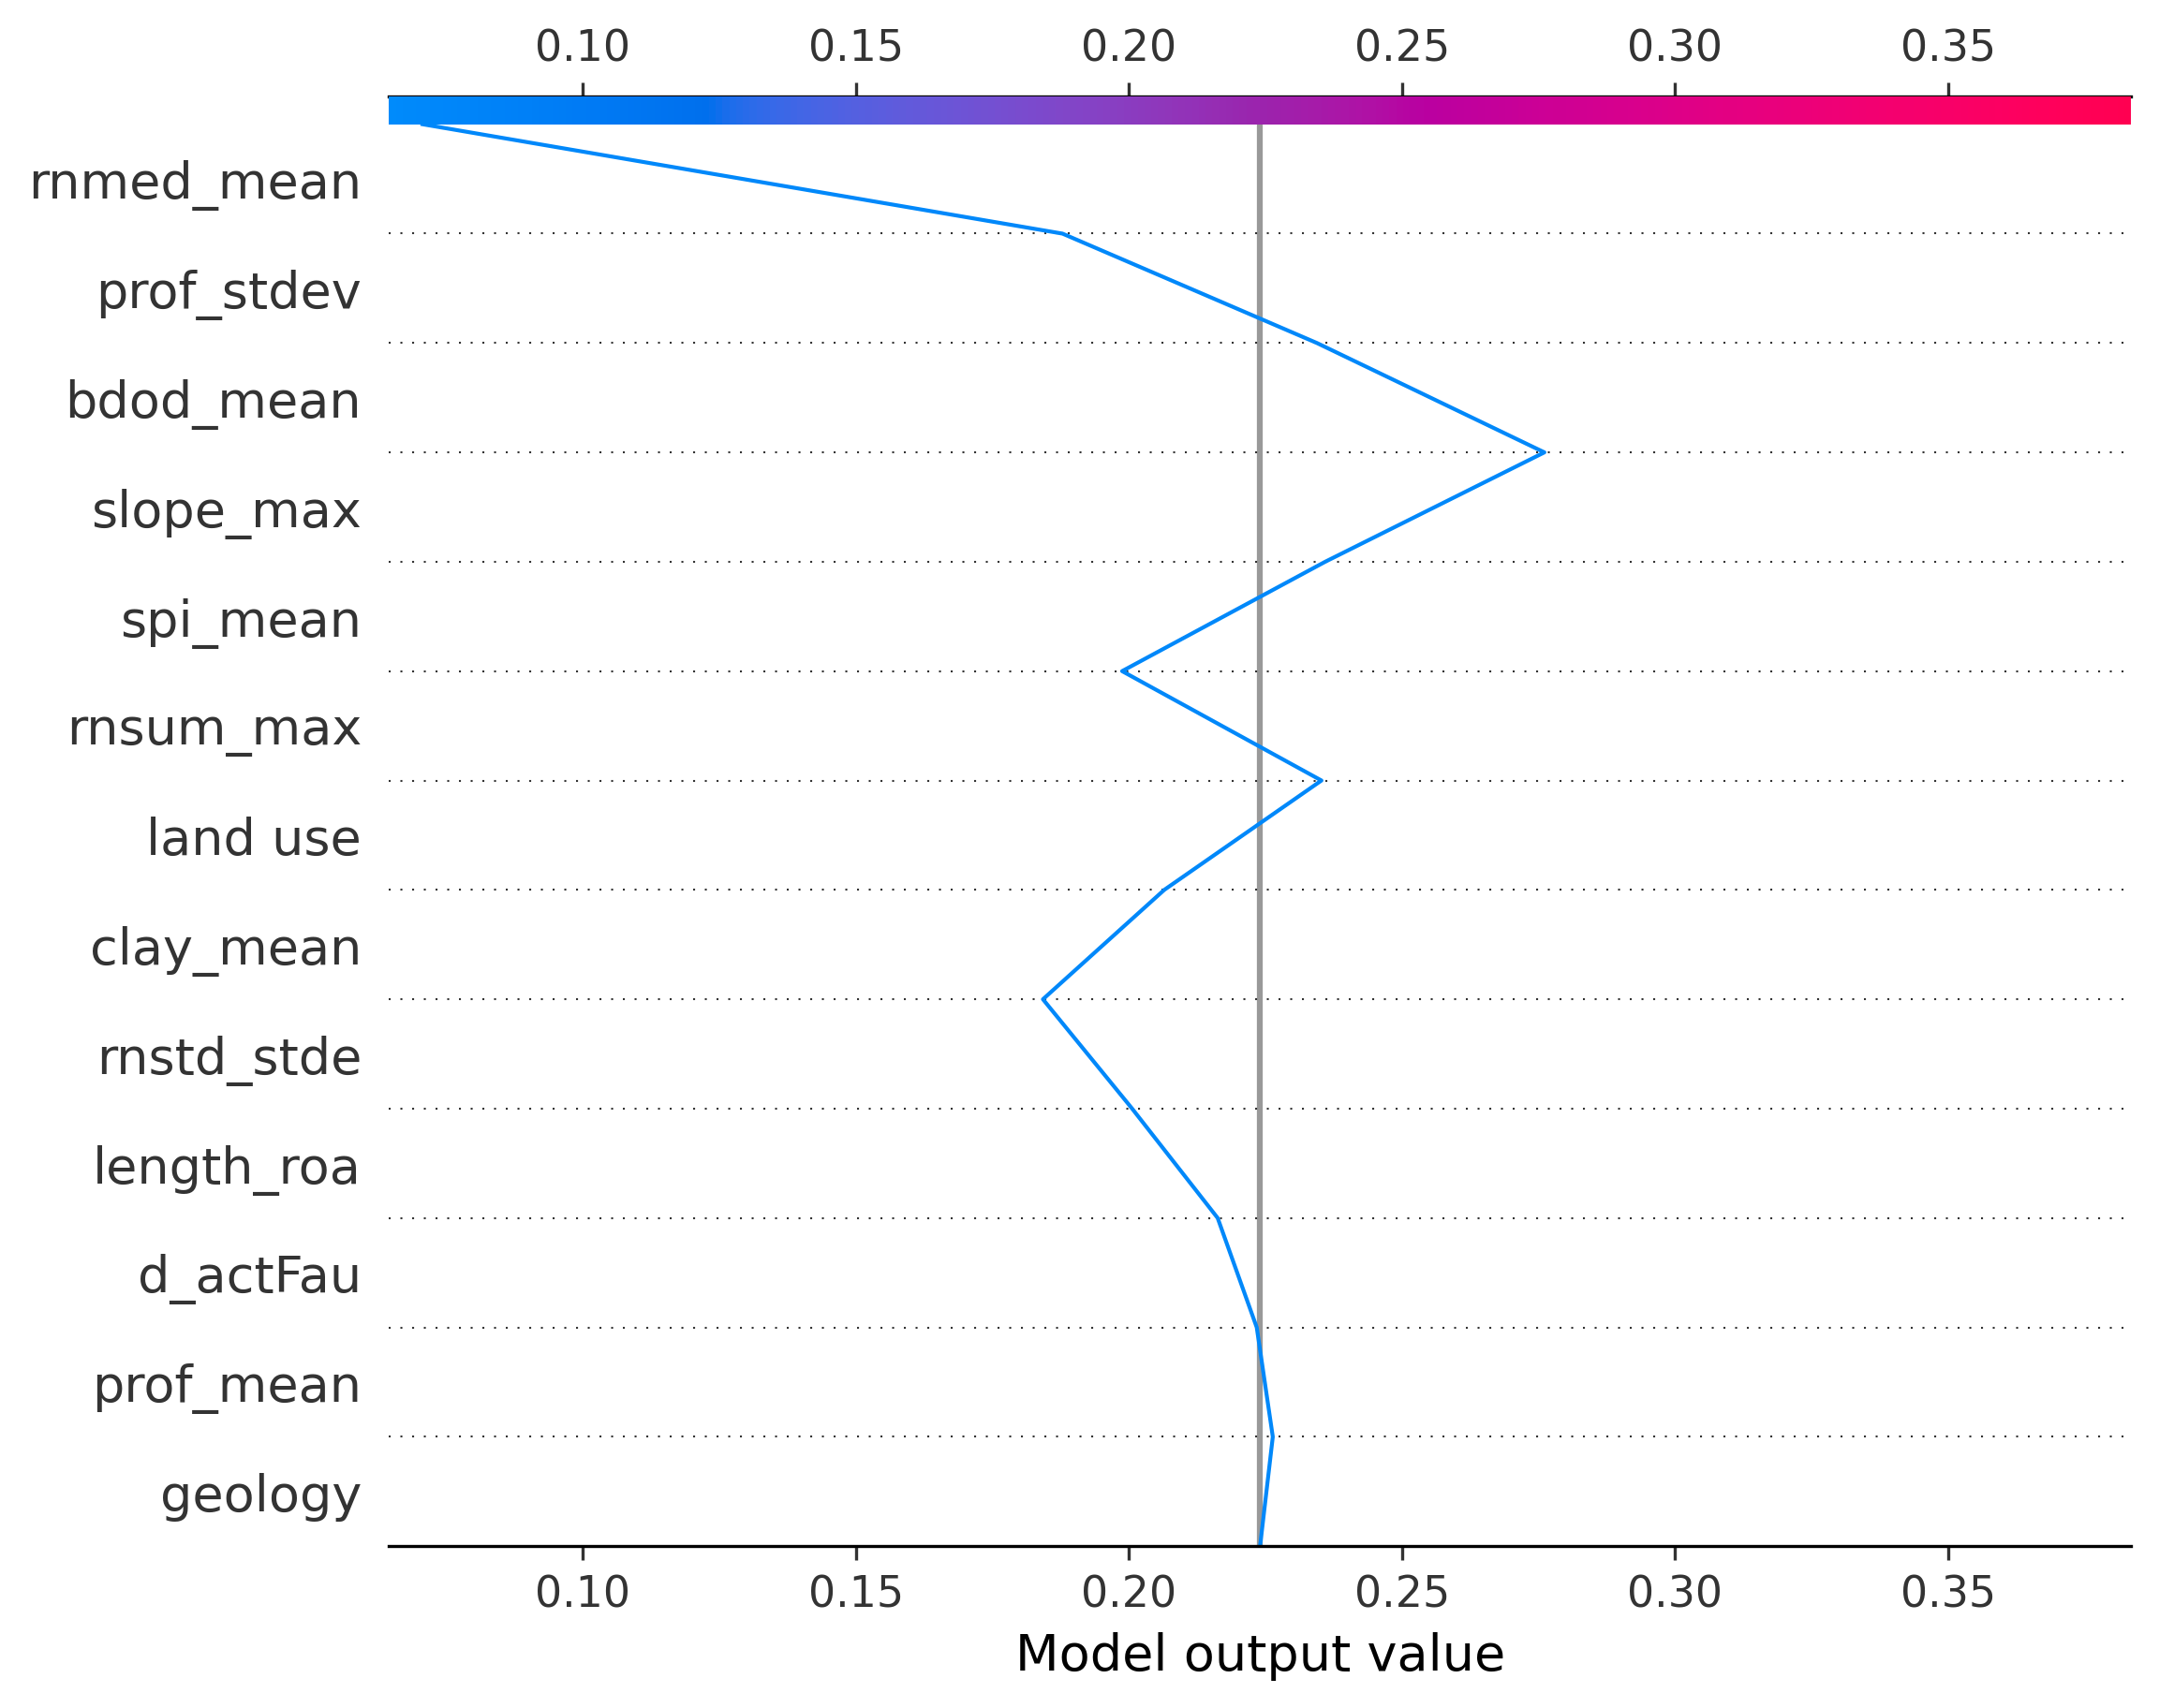 0.10 0.15 0.20 0.25 0.30 0.35
rnmed_mean
prof_stdev
bdod_mean
slope_max
spi_mean
rnsum_max
land use
clay_mean
rnstd_stde
length_roa
d_actFau
prof_mean
geology
0.10 0.15 0.20 0.25 0.30 0.35
Model output value